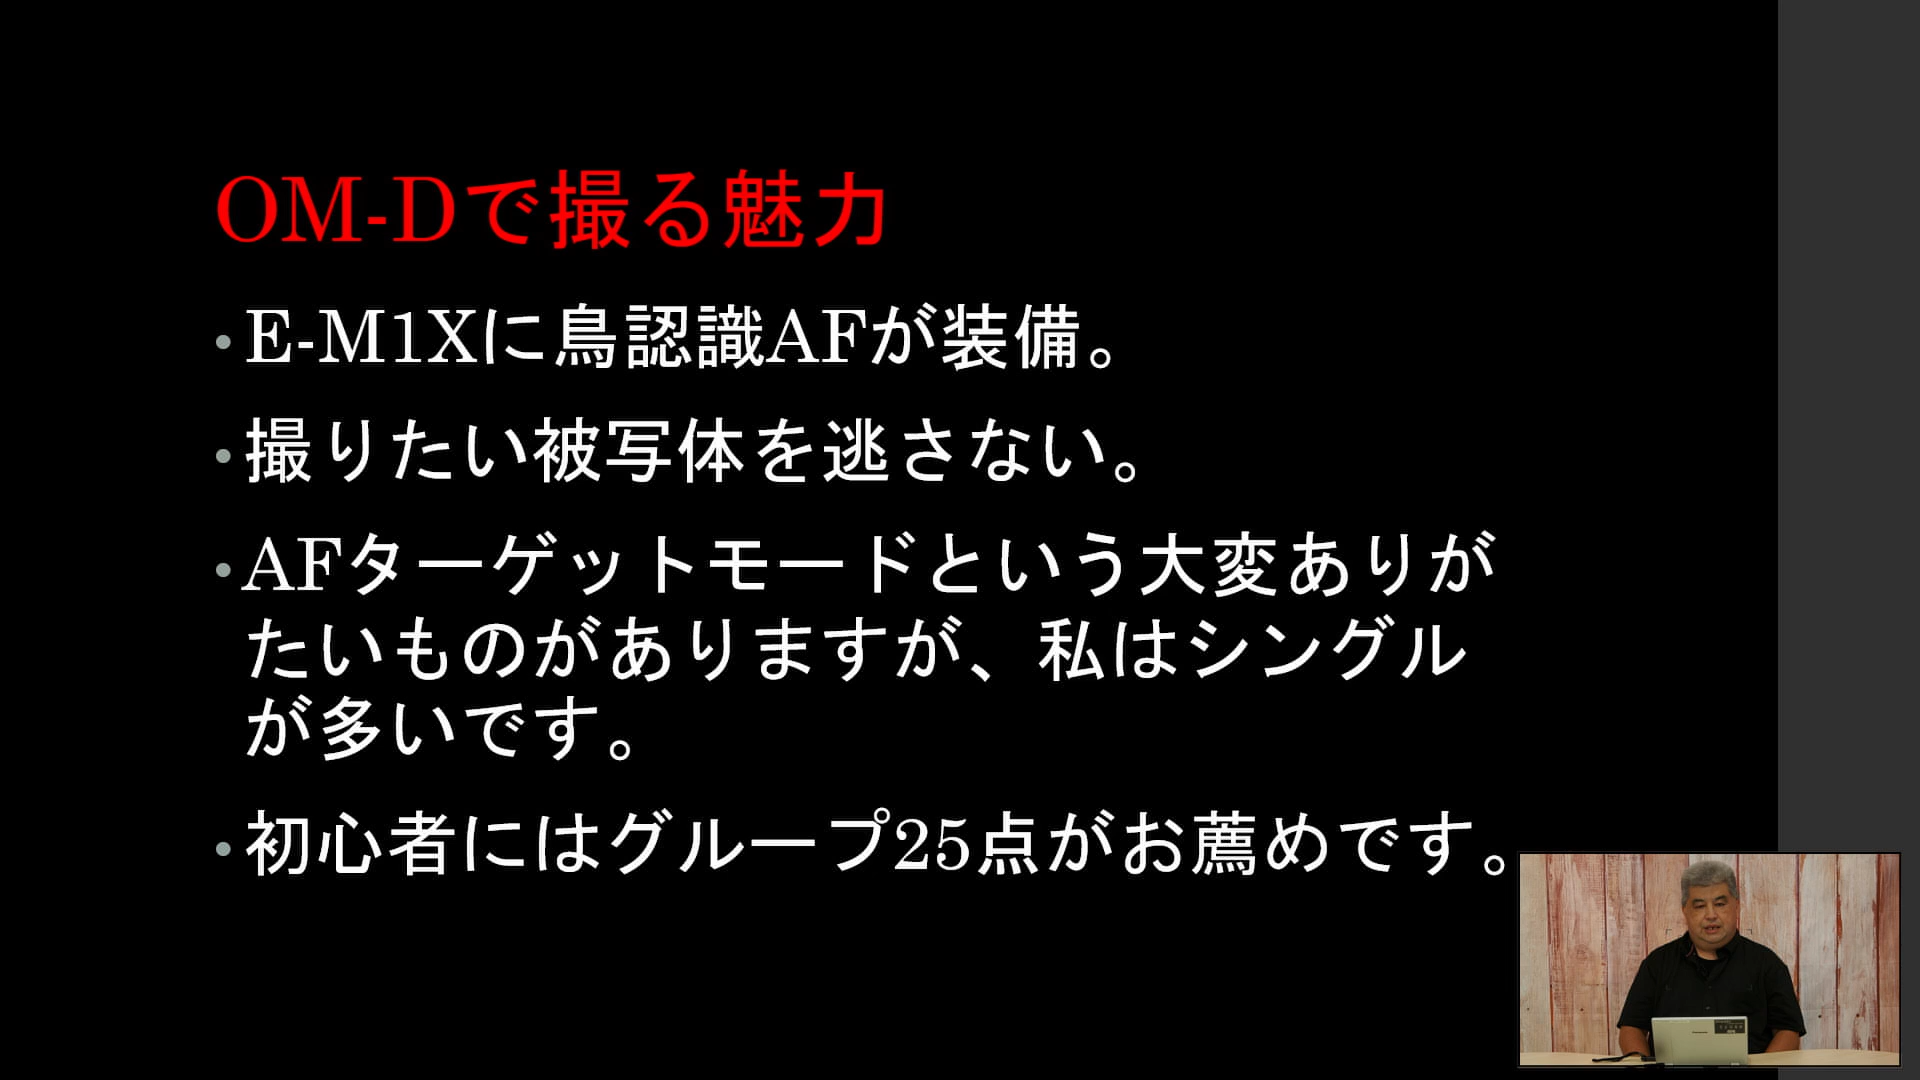 OM-Dで撮る魅力
・E-M1Xに鳥認識AFが装備。
・撮りたい被写体を逃さない。
・AFターゲットモードという大変ありが
たいものがありますが、私はシングル
が多いです。
・初心者にはグループ25点がお薦めです。